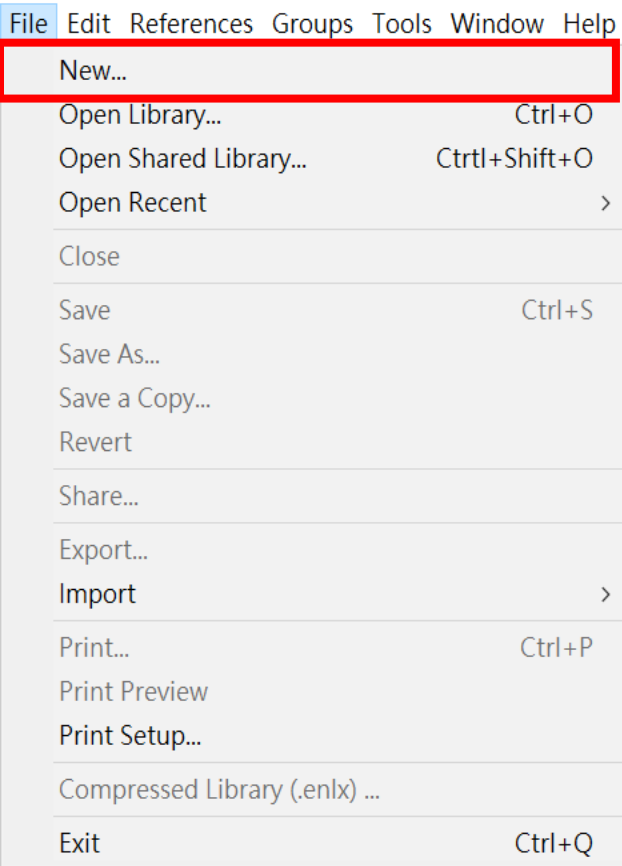 File Edit References Groups Tools Window Help
New...
Open Library... Ctrl+O
Open Shared Library... Ctrtl+Shift+O
Open Recent >
Close
Save Ctrl+S
Save As...
Save a Copy...
Revert
Share...
Export...
Import >
Print... Ctrl+P
Print Preview
Print Setup...
Compressed Library (.enlx) ...
Exit Ctrl+Q